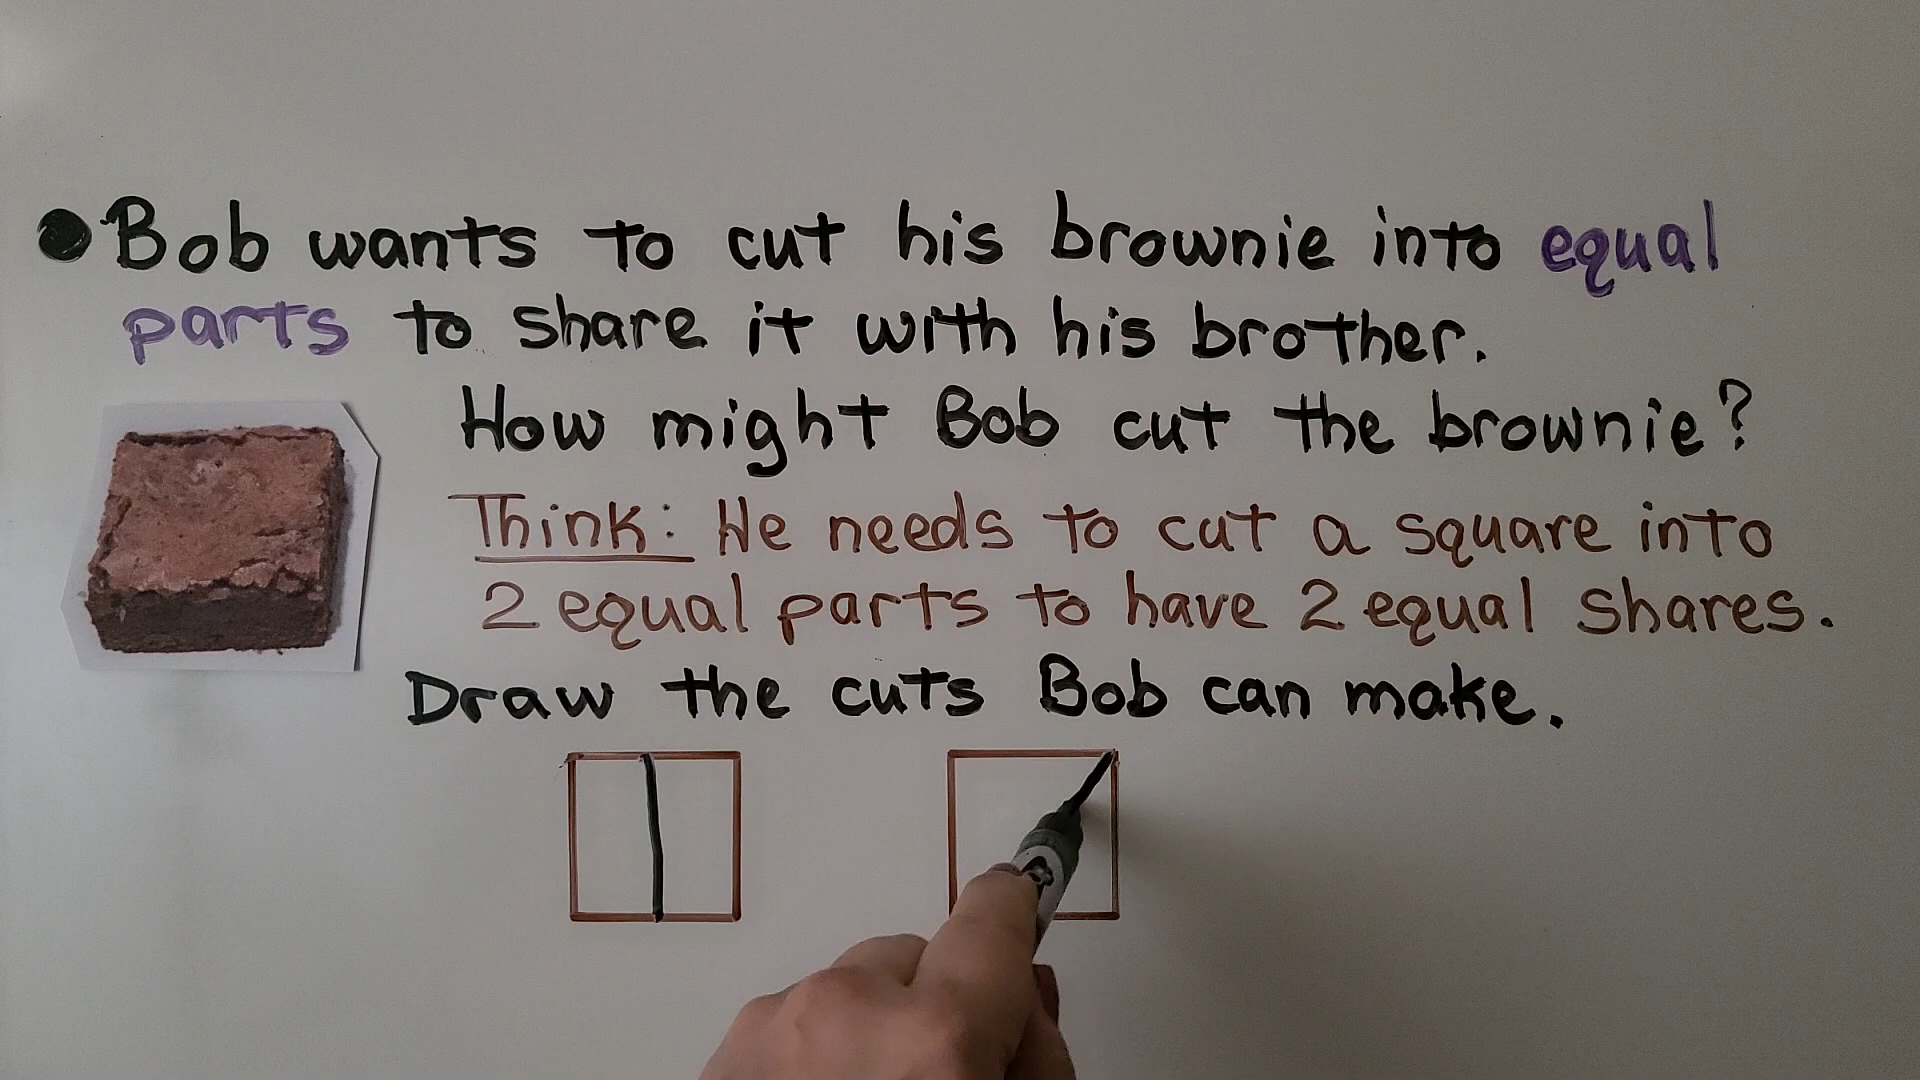 Bob wants to cut his brownie into equal
parts to share it with his brother.
How might Bob cut the brownie?
Think: He needs to cut a square into
2 equal parts to have 2 equal shares.
Draw the cuts Bob can make.